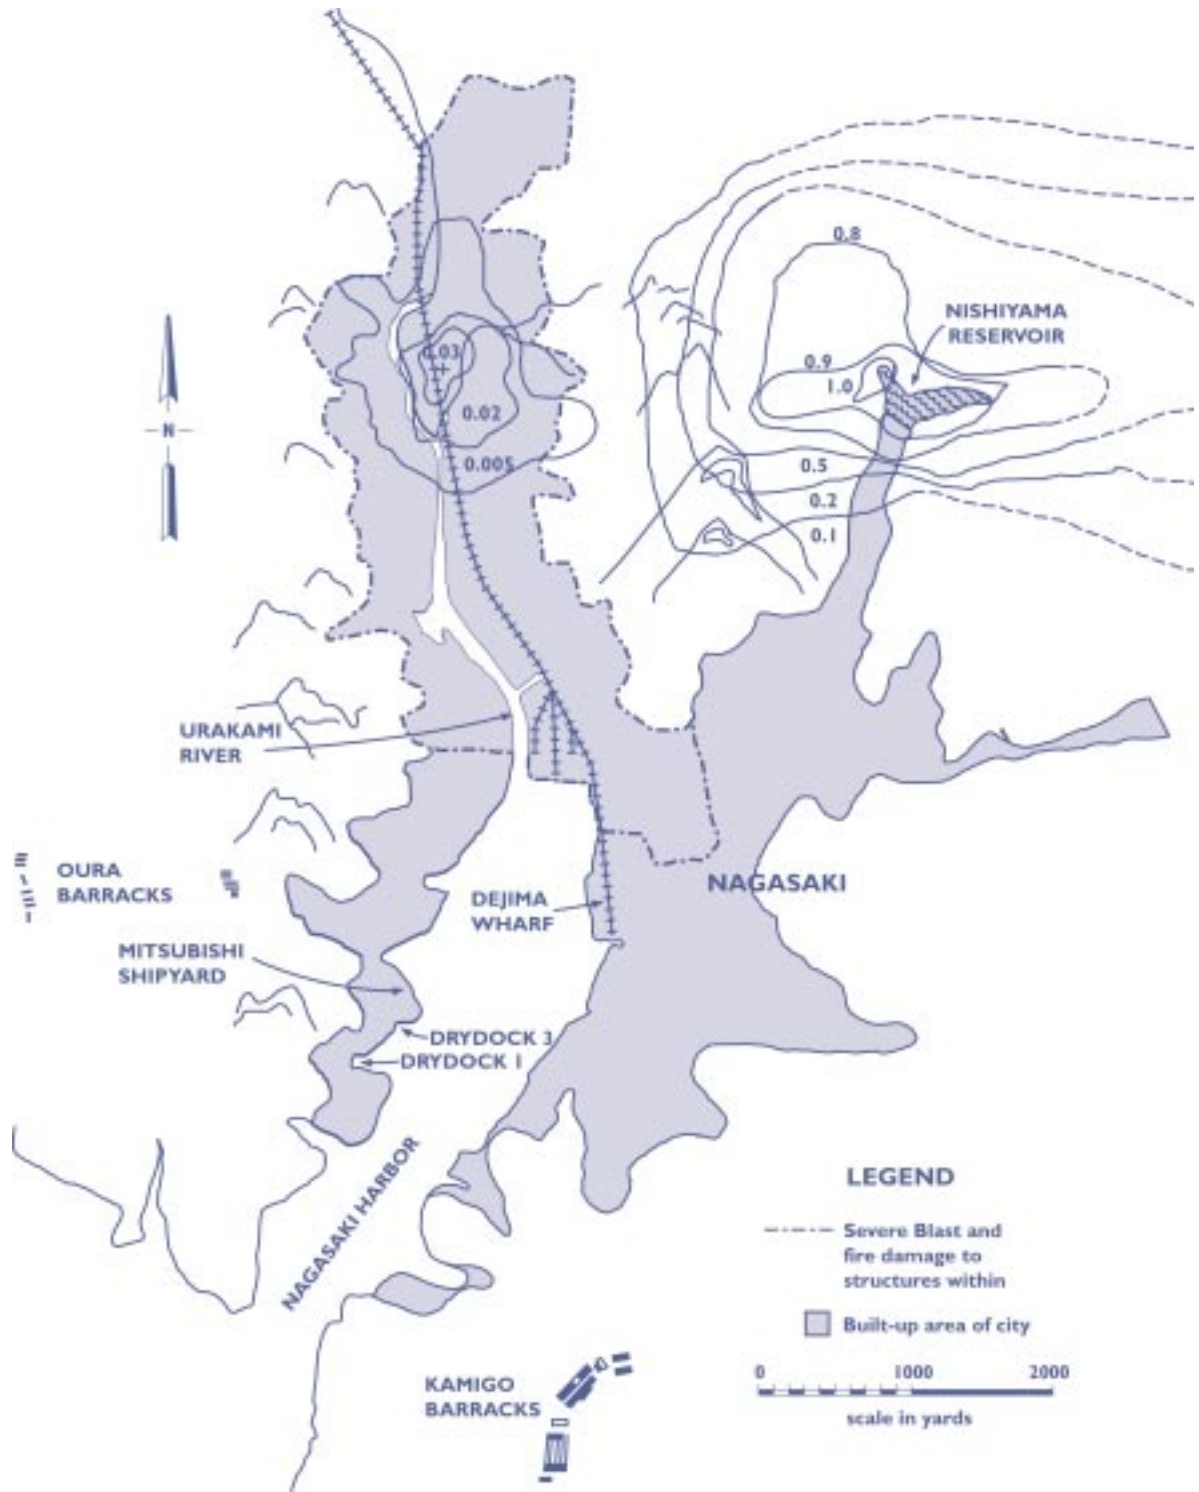 0.8
NISHIYAMA
RESERVOIR
0.03
0.9
1.0
0.02
0.005
0.5
0.2
0.1
N
URAKAMI
RIVER
OURA
BARRACKS
NAGASAKI
DEJIMA
WHARF
MITSUBISHI
SHIPYARD
DRYDOCK 3
DRYDOCK 1
NAGASAKI HARBOR
LEGEND
Severe Blast and
fire damage to
structures within
Built-up area of city
0 1000 2000
scale in yards
KAMIGO
BARRACKS